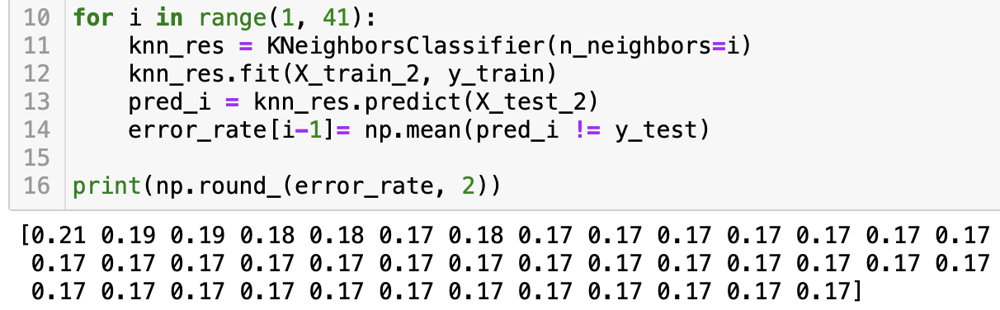 10 for i in range(1, 41):
11     knn_res = KNeighborsClassifier(n_neighbors=i)
12     knn_res.fit(X_train_2, y_train)
13     pred_i = knn_res.predict(X_test_2)
14     error_rate[i-1]= np.mean(pred_i != y_test)
15
16 print(np.round_(error_rate, 2))
[0.21 0.19 0.19 0.18 0.18 0.17 0.18 0.17 0.17 0.17 0.17 0.17 0.17 0.17
 0.17 0.17 0.17 0.17 0.17 0.17 0.17 0.17 0.17 0.17 0.17 0.17 0.17 0.17
 0.17 0.17 0.17 0.17 0.17 0.17 0.17 0.17 0.17 0.17 0.17 0.17]